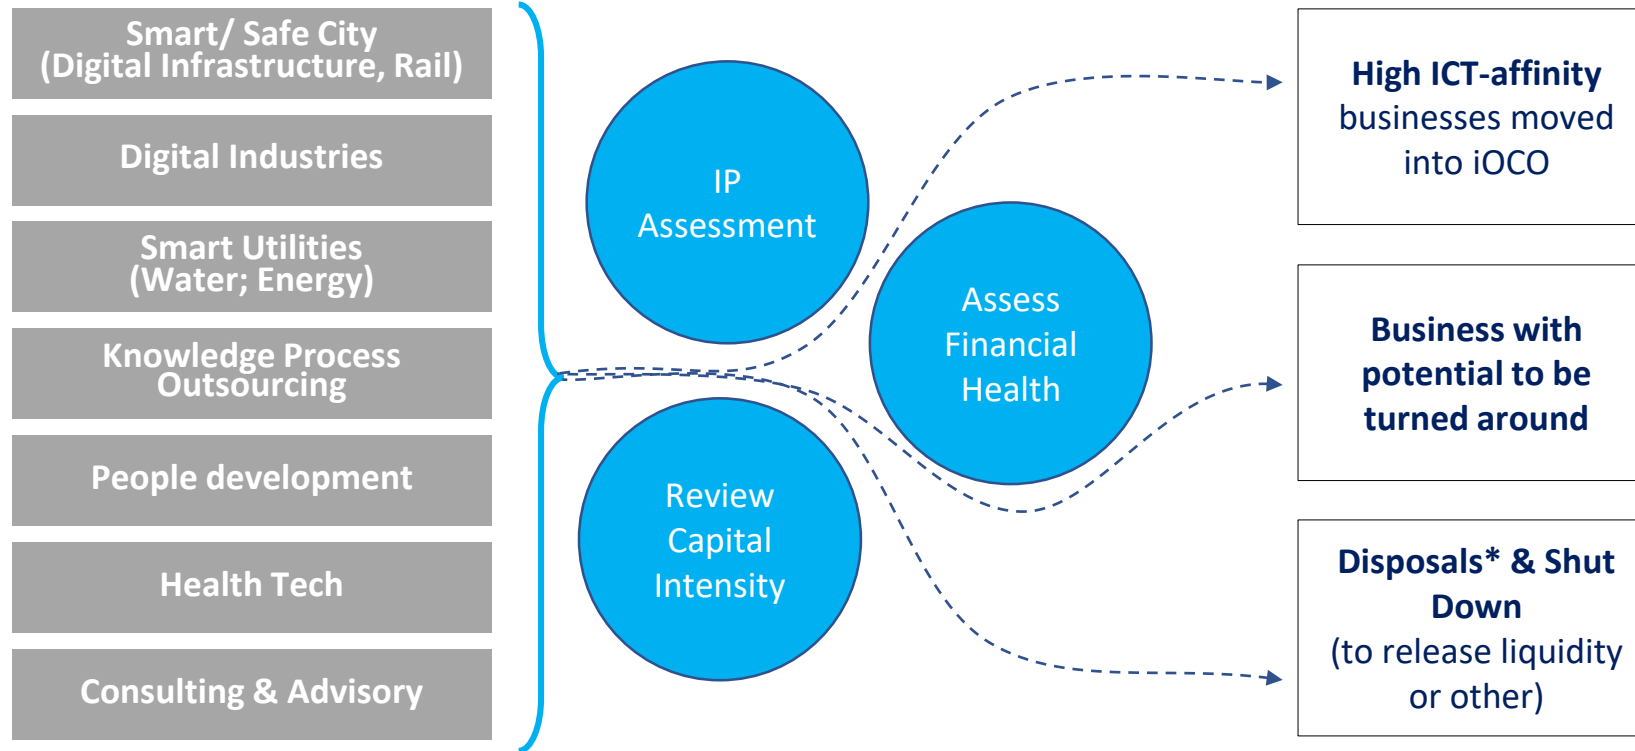 Smart/ Safe City
(Digital Infrastructure, Rail)
Digital Industries
Smart Utilities
(Water; Energy)
Knowledge Process
Outsourcing
People development
Health Tech
Consulting & Advisory
IP
Assessment
Assess
Financial
Health
Review
Capital
Intensity
High ICT-affinity
businesses moved
into iOCO
Business with
potential to be
turned around
Disposals* & Shut
Down
(to release liquidity
or other)